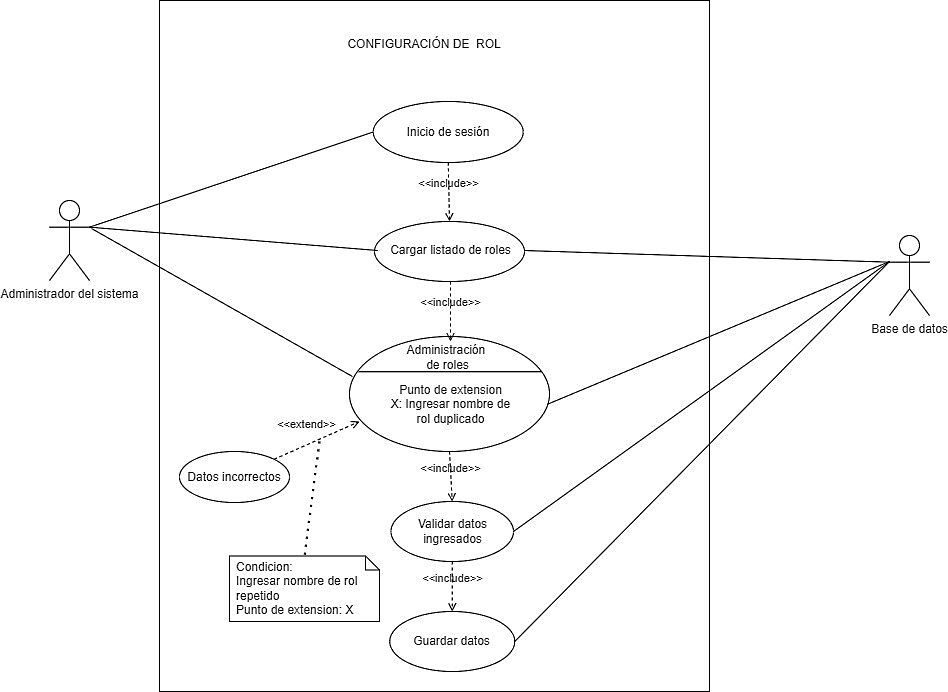 CONFIGURACIÓN DE  ROL
Inicio de sesión
<<include>>
Administrador del sistema
Cargar listado de roles
Base de datos
<<include>>
Administración
de roles
Punto de extension
X: Ingresar nombre de
rol duplicado
<<extend>>
Datos incorrectos
<<include>>
Validar datos
ingresados
Condicion:
Ingresar nombre de rol
repetido
Punto de extension: X
<<include>>
Guardar datos